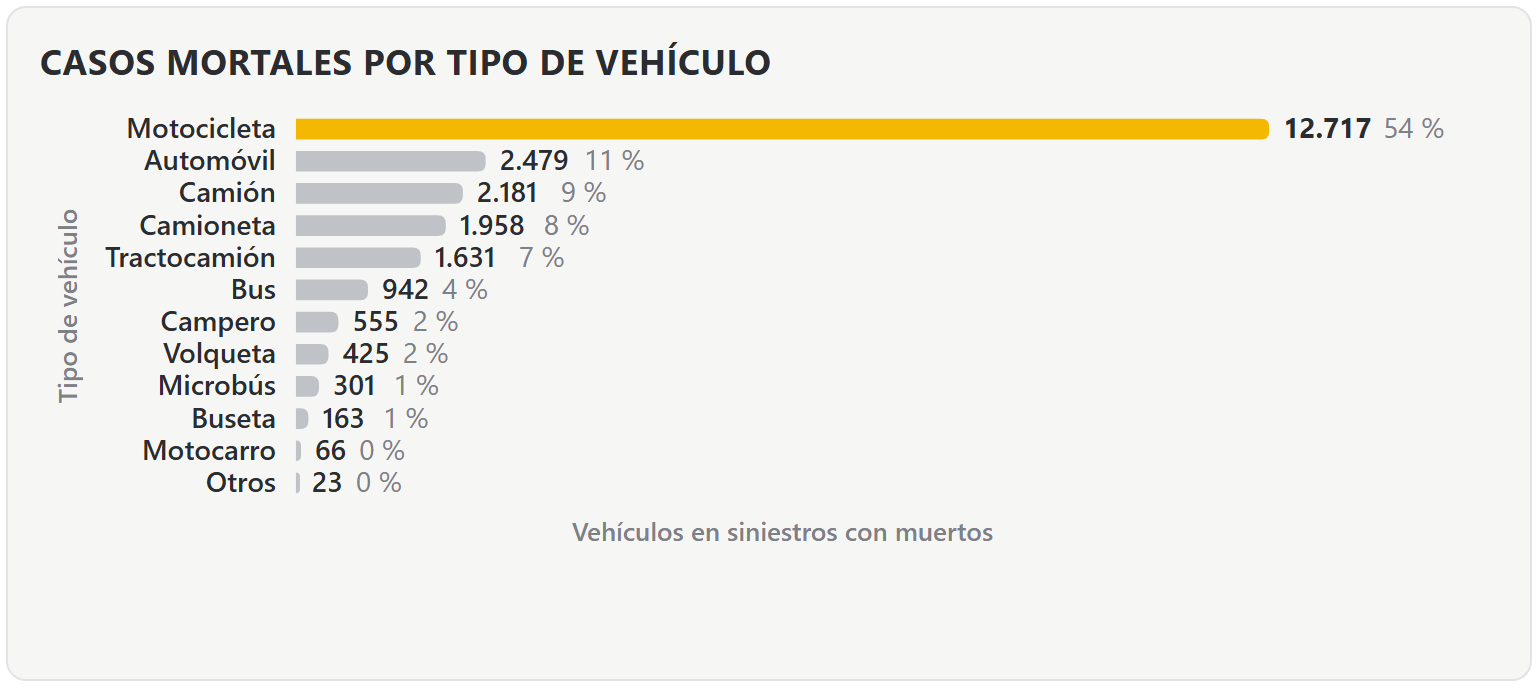 CASOS MORTALES POR TIPO DE VEHÍCULO
Tipo de vehículo
Motocicleta 12.717 54 %
Automóvil 2.479 11 %
Camión 2.181 9 %
Camioneta 1.958 8 %
Tractocamión 1.631 7 %
Bus 942 4 %
Campero 555 2 %
Volqueta 425 2 %
Microbús 301 1 %
Buseta 163 1 %
Motocarro 66 0 %
Otros 23 0 %
Vehículos en siniestros con muertos